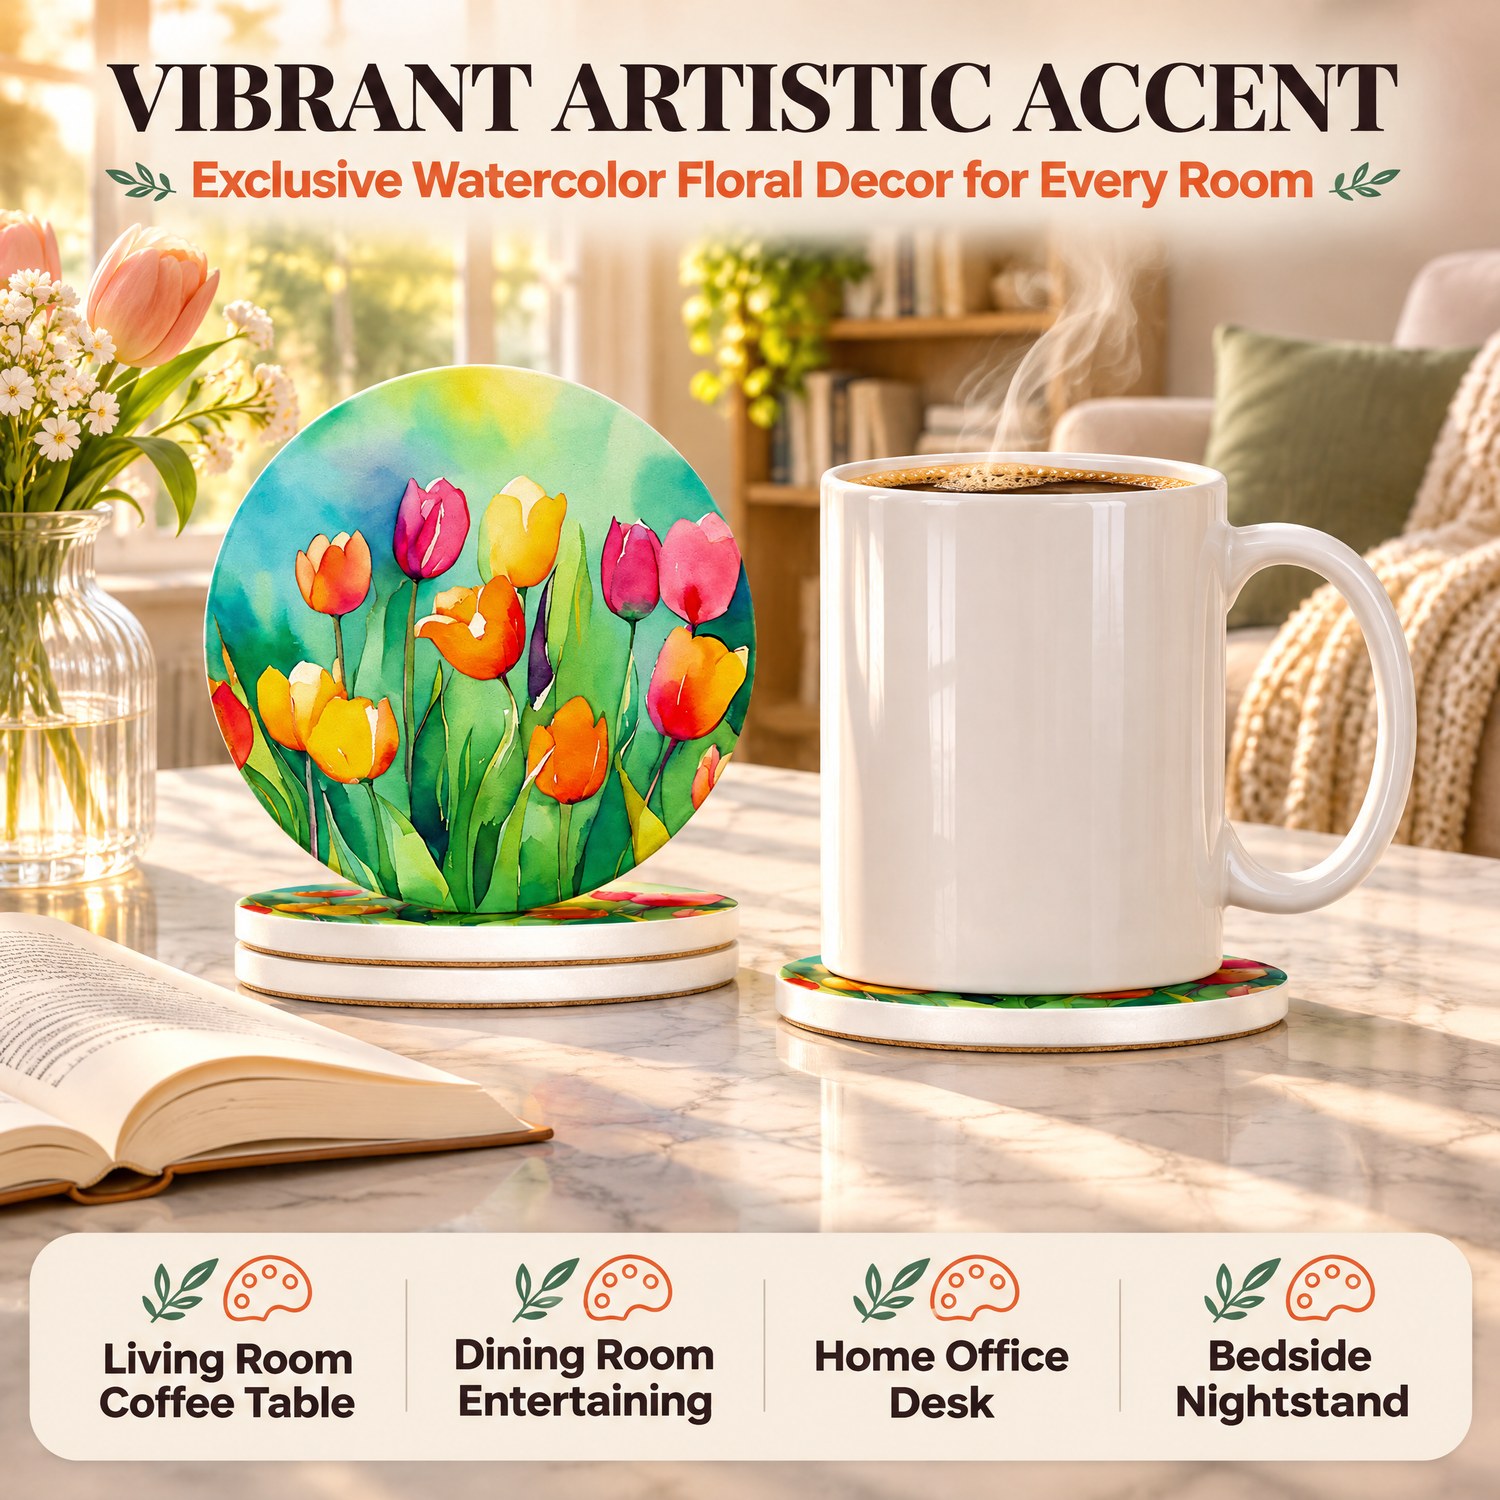 VIBRANT ARTISTIC ACCENT
Exclusive Watercolor Floral Decor for Every Room
Living Room
Coffee Table
Dining Room
Entertaining
Home Office
Desk
Bedside
Nightstand